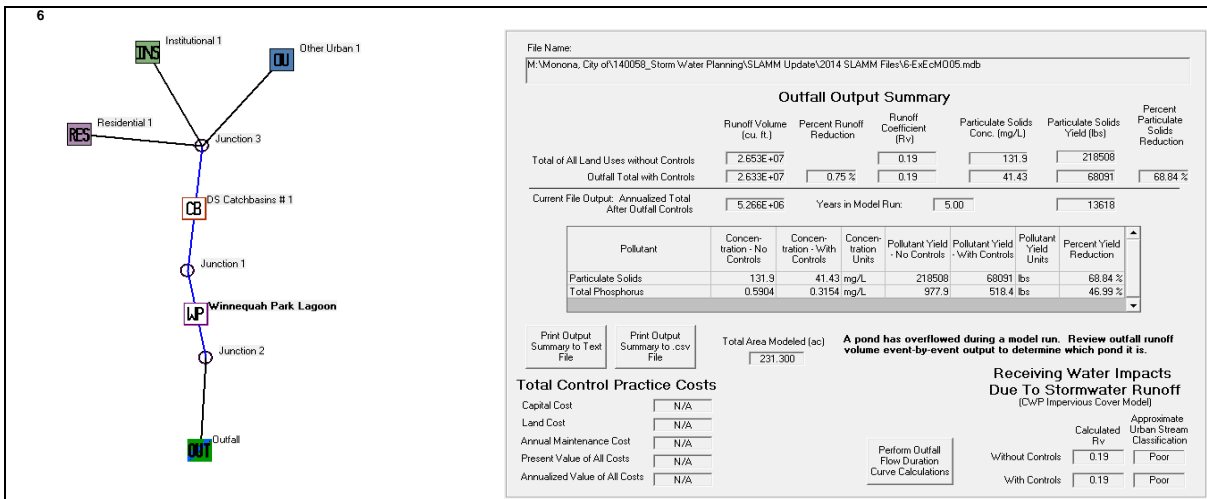 6
Institutional 1
INS
Other Urban 1
OU
Residential 1
RES
Junction 3
DS Catchbasins # 1
CB
Junction 1
Winnequah Park Lagoon
WP
Junction 2
Outfall
OUT
File Name:
M:\Monona, City of\140058_Storm Water Planning\SLAMM Update\2014 SLAMM Files\6-ExEcMO05.mdb
Outfall Output Summary
Runoff Volume (cu. ft.)
Percent Runoff Reduction
Runoff Coefficient (Rv)
Particulate Solids Conc. (mg/L)
Particulate Solids Yield (lbs)
Percent Particulate Solids Reduction
Total of All Land Uses without Controls 2.653E+07 0.19 131.9 218508
Outfall Total with Controls 2.633E+07 0.75 % 0.19 41.43 68091 68.84 %
Current File Output: Annualized Total After Outfall Controls 5.266E+06 Years in Model Run: 5.00 13618
Pollutant
Concen- tration - No Controls
Concen- tration - With Controls
Concen- tration Units
Pollutant Yield - No Controls
Pollutant Yield - With Controls
Pollutant Yield Units
Percent Yield Reduction
Particulate Solids 131.9 41.43 mg/L 218508 68091 lbs 68.84 %
Total Phosphorus 0.5904 0.3154 mg/L 977.9 518.4 lbs 46.99 %
Print Output Summary to Text File
Print Output Summary to .csv File
Total Area Modeled (ac)
231.300
A pond has overflowed during a model run. Review outfall runoff
volume event-by-event output to determine which pond it is.
Total Control Practice Costs
Capital Cost N/A
Land Cost N/A
Annual Maintenance Cost N/A
Present Value of All Costs N/A
Annualized Value of All Costs N/A
Perform Outfall Flow Duration Curve Calculations
Receiving Water Impacts
Due To Stormwater Runoff
(CWP Impervious Cover Model)
Calculated Rv
Approximate Urban Stream Classification
Without Controls 0.19 Poor
With Controls 0.19 Poor